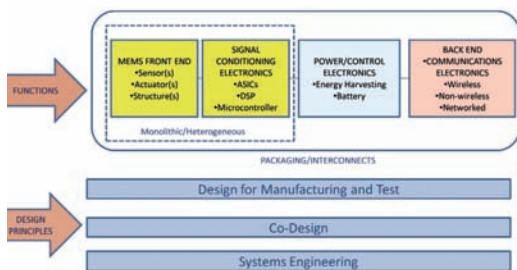 FUNCTIONS
MEMS FRONT END
•Sensor(s)
•Actuator(s)
•Structure(s)
SIGNAL
CONDITIONING
ELECTRONICS
•ASICs
•DSP
•Microcontroller
POWER/CONTROL
ELECTRONICS
•Energy Harvesting
•Battery
BACK END
COMMUNICATIONS
ELECTRONICS
•Wireless
•Non-wireless
•Networked
Monolithic/Heterogeneous
PACKAGING/INTERCONNECTS
DESIGN
PRINCIPLES
Design for Manufacturing and Test
Co-Design
Systems Engineering